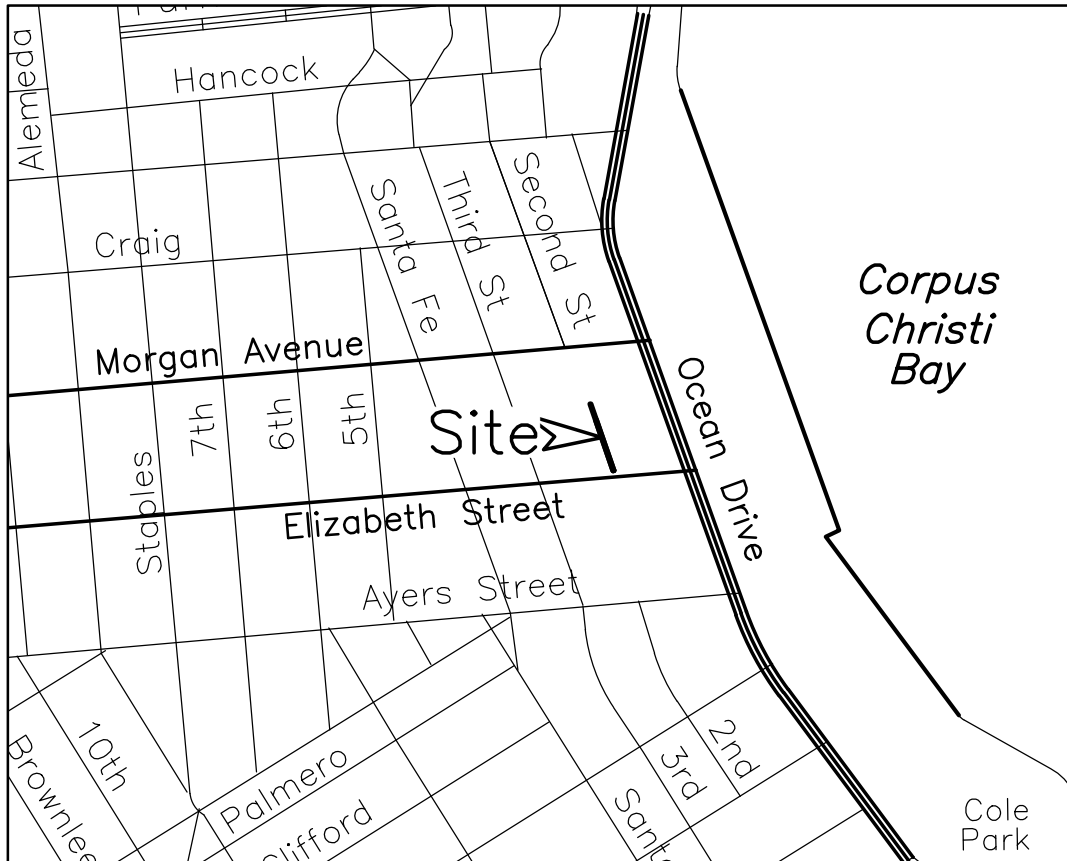 Alemeda
Hancock
Craig
Santa Fe
Third St
Second St
Corpus
Christi
Bay
Morgan Avenue
Ocean Drive
7th
6th
5th
Site
Staples
Elizabeth Street
Ayers Street
10th
Brownlee
Palmero
Clifford
2nd
3rd
Santa
Cole
Park